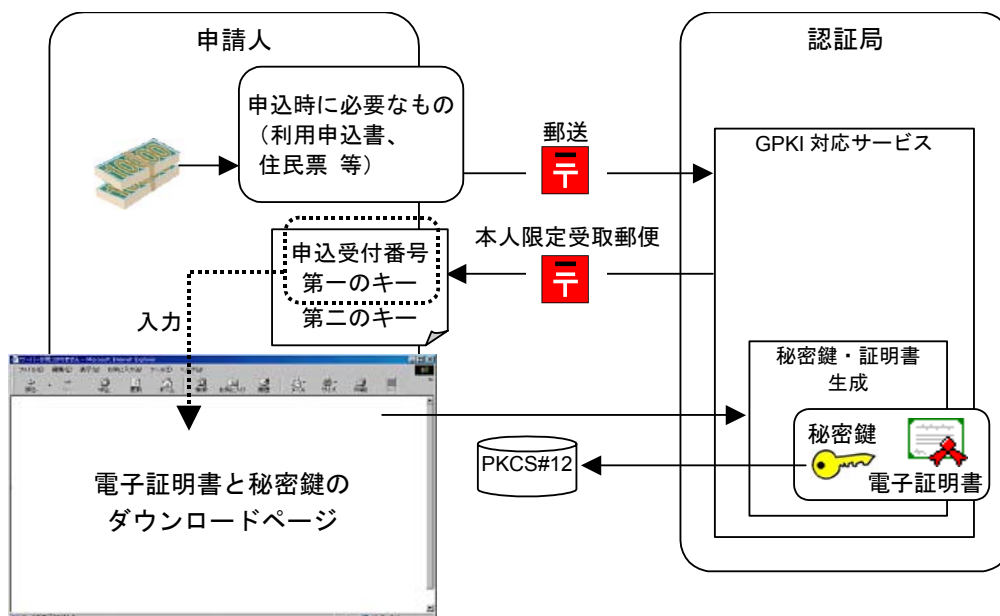 申請人
認証局
申込時に必要なもの
（利用申込書、
住民票 等）
郵送
GPKI 対応サービス
本人限定受取郵便
申込受付番号
第一のキー
第二のキー
入力
秘密鍵・証明書
生成
秘密鍵
電子証明書
PKCS#12
電子証明書と秘密鍵の
ダウンロードページ